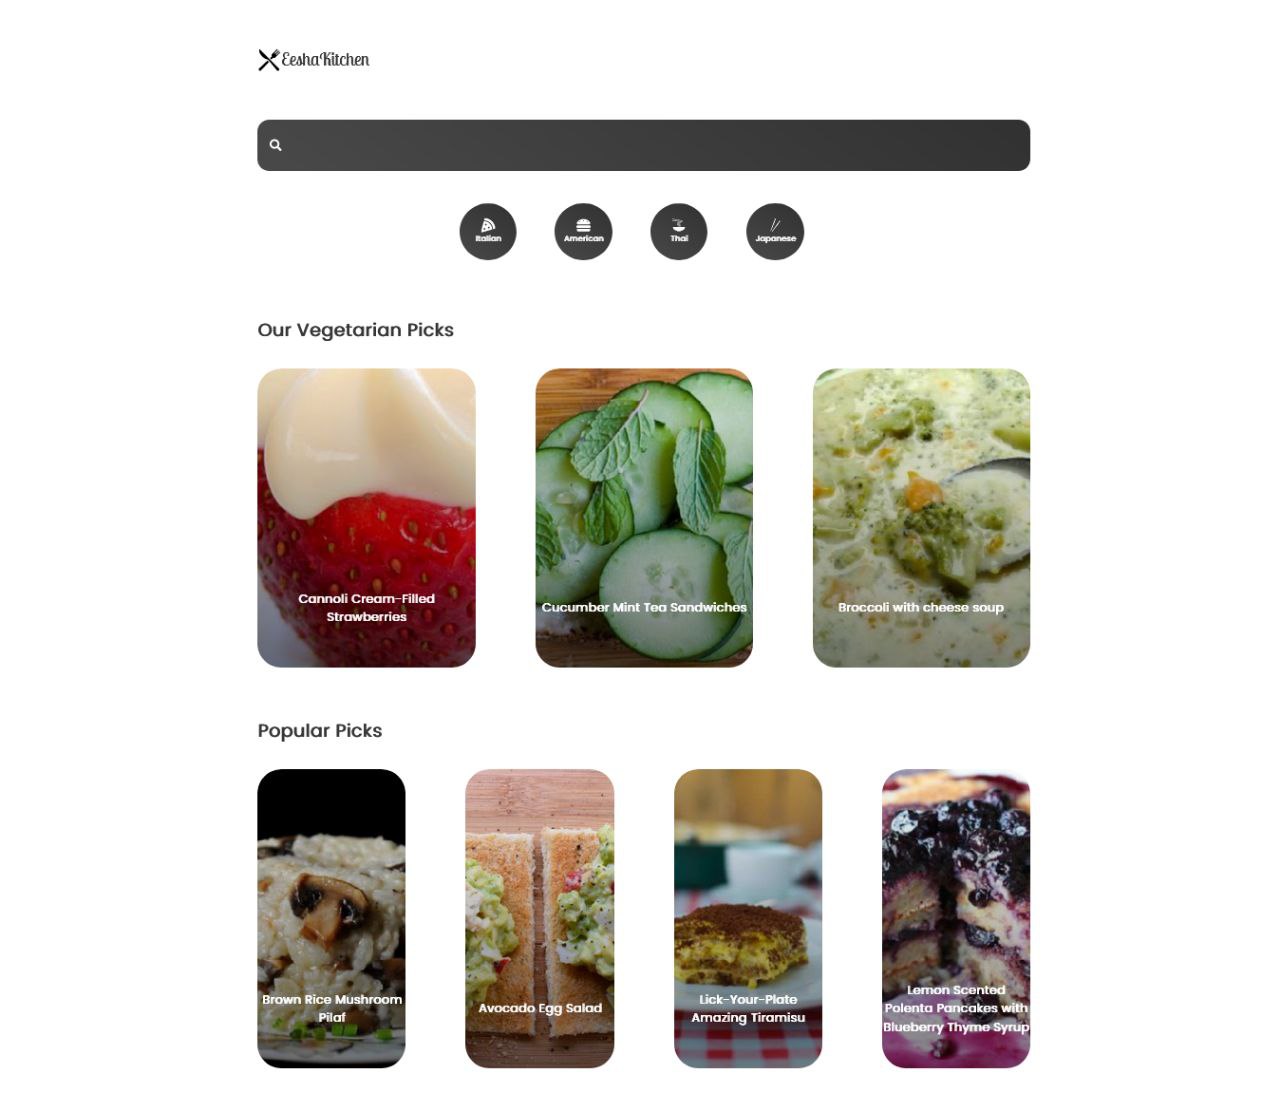 EeshaKitchen
Italian
American
Thai
Japanese
Our Vegetarian Picks
Cannoli Cream-Filled
Strawberries
Cucumber Mint Tea Sandwiches
Broccoli with cheese soup
Popular Picks
Brown Rice Mushroom
Pilaf
Avocado Egg Salad
Lick-Your-Plate
Amazing Tiramisu
Lemon Scented
Polenta Pancakes with
Blueberry Thyme Syrup